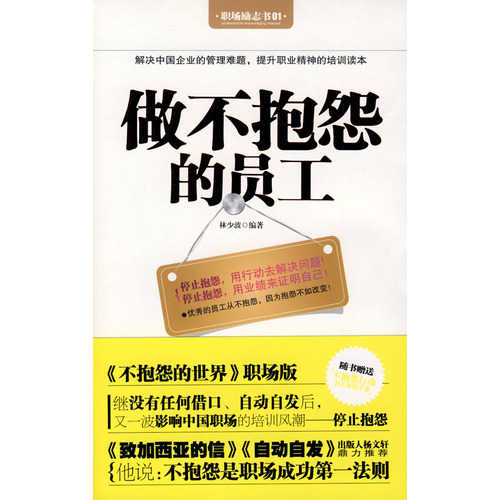 职场励志书01
解决中国企业的管理难题，提升职业精神的培训读本
做不抱怨
的员工
林少波 编著
停止抱怨，用行动去解决问题！
停止抱怨，用业绩来证明自己！
●优秀的员工从不抱怨，因为抱怨不如改变！
《不抱怨的世界》职场版
继没有任何借口、自动自发后，
又一波影响中国职场的培训风潮——停止抱怨
随书赠送
《致加西亚的信》《自动自发》出版人杨文轩
鼎力推荐
他说：不抱怨是职场成功第一法则